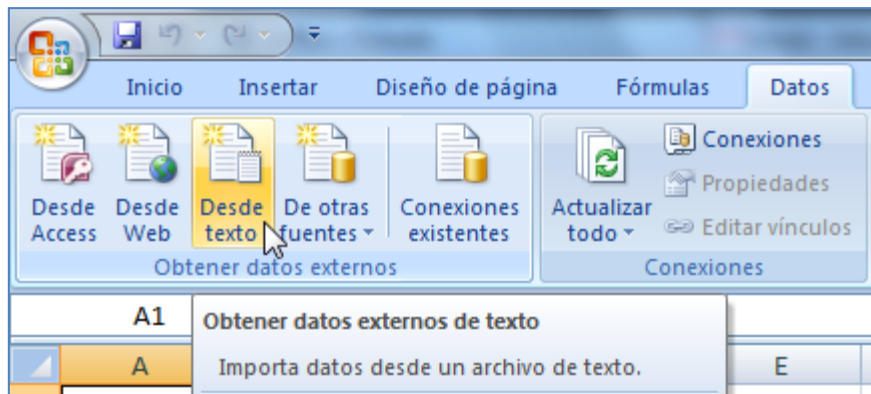 Inicio Insertar Diseño de página Fórmulas Datos
Desde Access
Desde Web
Desde texto
De otras fuentes
Conexiones existentes
Actualizar todo
Conexiones
Propiedades
Editar vínculos
Obtener datos externos
Conexiones
A1
Obtener datos externos de texto
Importa datos desde un archivo de texto.
A
E